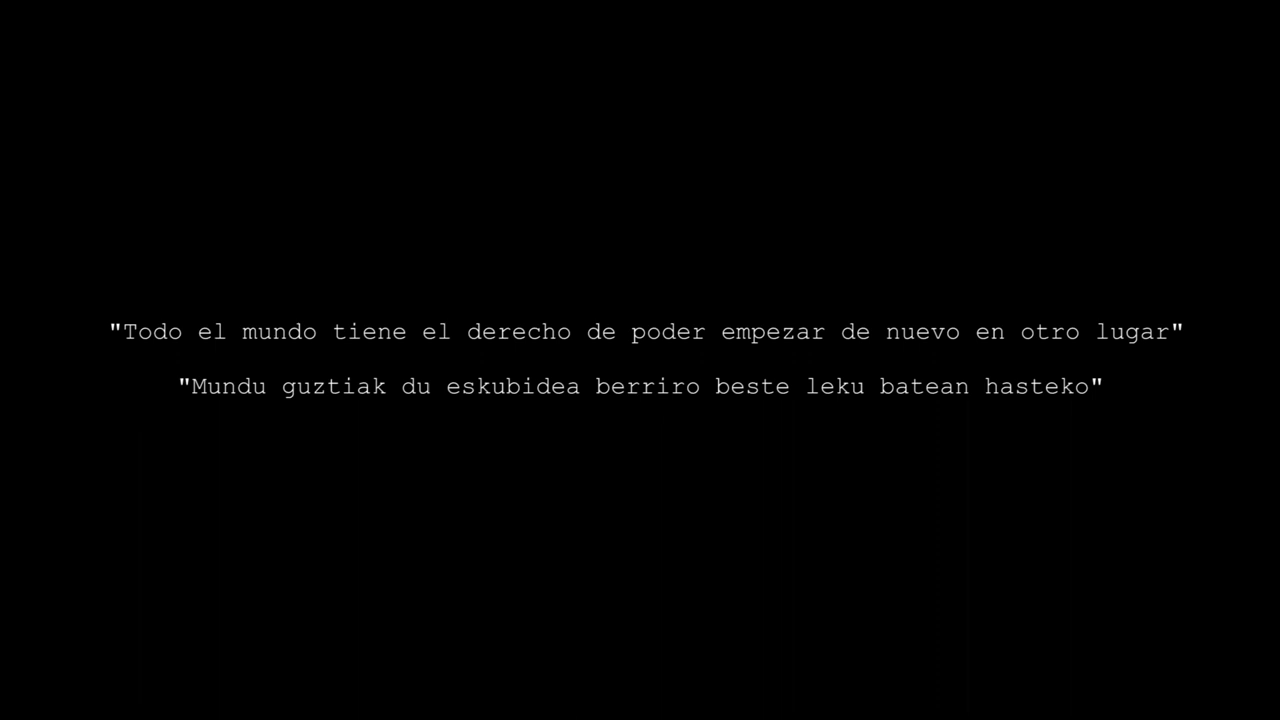 "Todo el mundo tiene el derecho de poder empezar de nuevo en otro lugar"
"Mundu guztiak du eskubidea berriro beste leku batean hasteko"